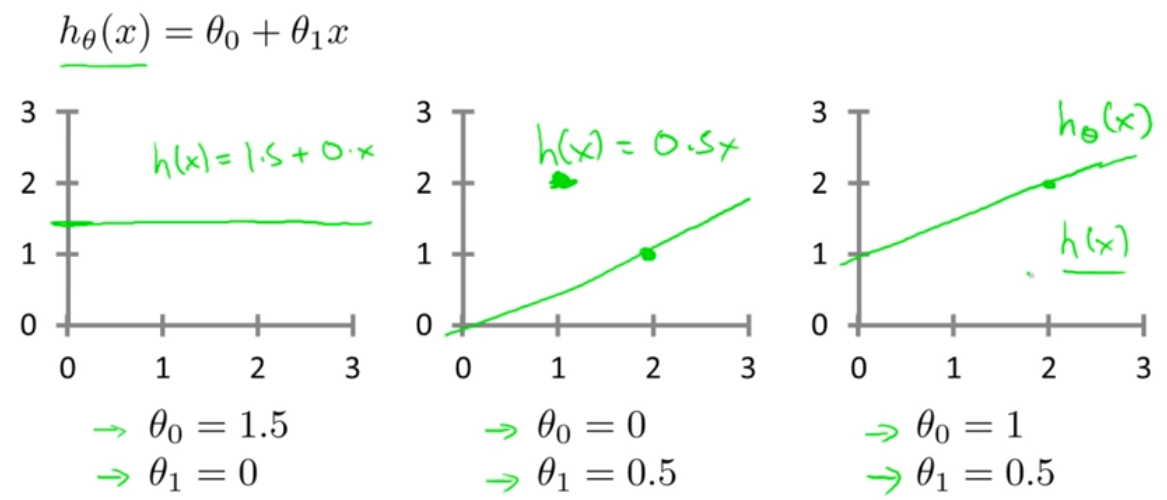 h_θ(x) = θ₀ + θ₁x
3
2
1
0
0 1 2 3
h(x) = 1.5 + 0·x
θ₀ = 1.5
θ₁ = 0
3
2
1
0
0 1 2 3
h(x) = 0.5x
θ₀ = 0
θ₁ = 0.5
3
2
1
0
0 1 2 3
h_θ(x)
h(x)
θ₀ = 1
θ₁ = 0.5